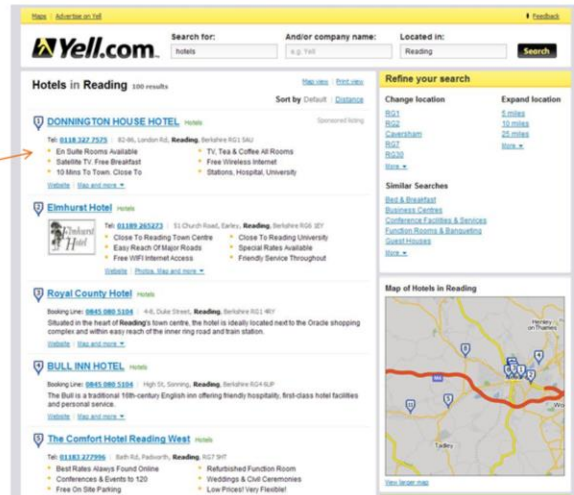 Maps | Advertise on Yell
Feedback
Yell.com
Search for:
hotels
And/or company name:
e.g. Yell
Located in:
Reading
Search
Hotels in Reading 100 results
Map view | Print view
Sort by Default | Distance
1 DONNINGTON HOUSE HOTEL Hotels
Sponsored listing
Tel: 0118 327 7575 | 82-86, London Rd, Reading, Berkshire RG1 5AU
En Suite Rooms Available
TV, Tea & Coffee All Rooms
Satellite TV. Free Breakfast
Free Wireless Internet
10 Mins To Town. Close To
Stations, Hospital, University
Website | Map and more
2 Elmhurst Hotel Hotels
Elmhurst
Hotel
Tel: 01189 265273 | 51 Church Road, Earley, Reading, Berkshire RG6 1EY
Close To Reading Town Centre
Close To Reading University
Easy Reach Of Major Roads
Special Rates Available
Free WIFI Internet Access
Friendly Service Throughout
Website | Photos, Map and more
3 Royal County Hotel Hotels
Booking Line: 0845 080 5104 | 4-8, Duke Street, Reading, Berkshire RG1 4RY
Situated in the heart of Reading's town centre, the hotel is ideally located next to the Oracle shopping
complex and within easy reach of the inner ring road and train station.
Website | Map and more
4 BULL INN HOTEL Hotels
Booking Line: 0845 080 5104 | High St, Sonning, Reading, Berkshire RG4 6UP
The Bull is a traditional 16th-century English inn offering friendly hospitality, first-class hotel facilities
and personal service.
Website | Map and more
5 The Comfort Hotel Reading West Hotels
Tel: 01183 277996 | Bath Rd, Padworth, Reading, RG7 5HT
Best Rates Alawys Found Online
Refurbished Function Room
Conferences & Events to 120
Weddings & Civil Ceremonies
Free On Site Parking
Low Prices! Very Flexible!
Refine your search
Change location
RG1
RG2
Caversham
RG7
RG30
More
Expand location
5 miles
10 miles
25 miles
More
Similar Searches
Bed & Breakfast
Business Centres
Conference Facilities & Services
Function Rooms & Banqueting
Guest Houses
More
Map of Hotels in Reading
Henley
on Thames
Tadley
View larger map